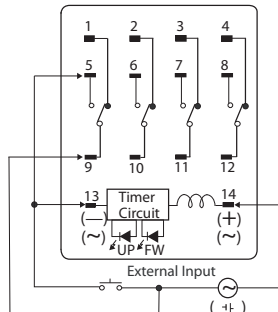 1 2 3 4
5 6 7 8
9 10 11 12
13 Timer Circuit 14
(—) (+)
(~) (~)
UP FW
External Input